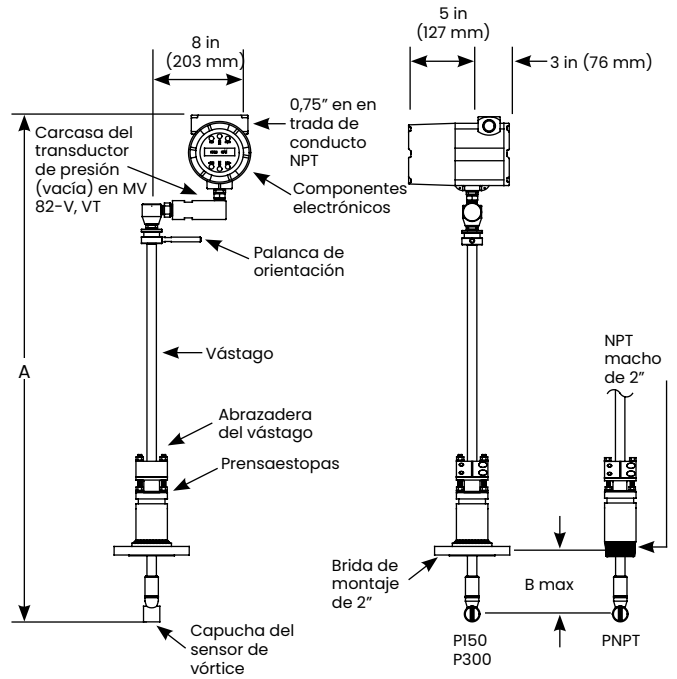 8 in
(203 mm)
5 in
(127 mm)
3 in (76 mm)
0,75” en en
trada de
conducto
NPT
Carcasa del
transductor
de presión
(vacía) en MV
82-V, VT
Componentes
electrónicos
Palanca de
orientación
A
Vástago
NPT
macho
de 2”
Abrazadera
del vástago
Prensaestopas
Brida de
montaje
de 2”
B max
Capucha del
sensor de
vórtice
P150
P300
PNPT